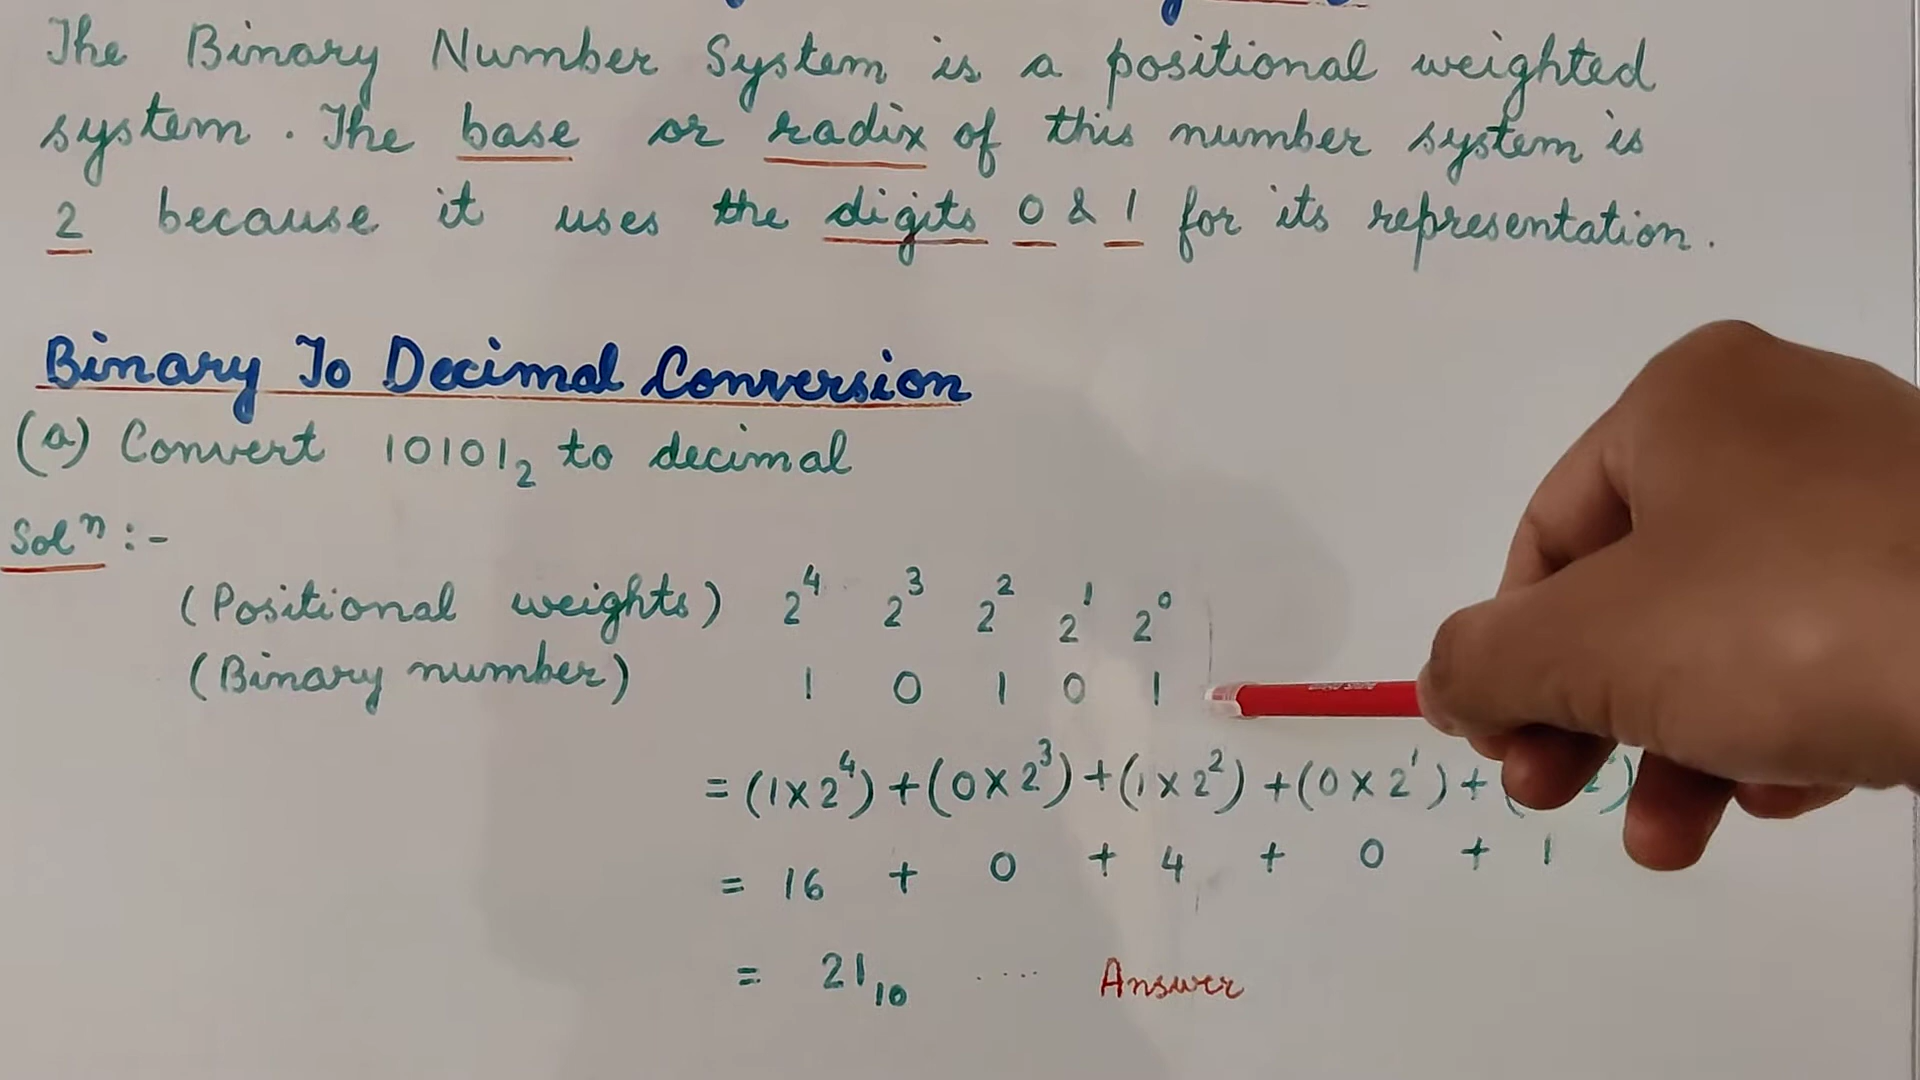 The Binary Number System is a positional weighted
system. The base or radix of this number system is
2 because it uses the digits 0 & 1 for its representation.
Binary To Decimal Conversion
(a) Convert 10101₂ to decimal
Solⁿ :-
(Positional weights) 2⁴ 2³ 2² 2¹ 2⁰
(Binary number) 1 0 1 0 1
= (1×2⁴) + (0×2³) + (1×2²) + (0×2¹) + (
= 16 + 0 + 4 + 0 + 1
= 21₁₀ .... Answer